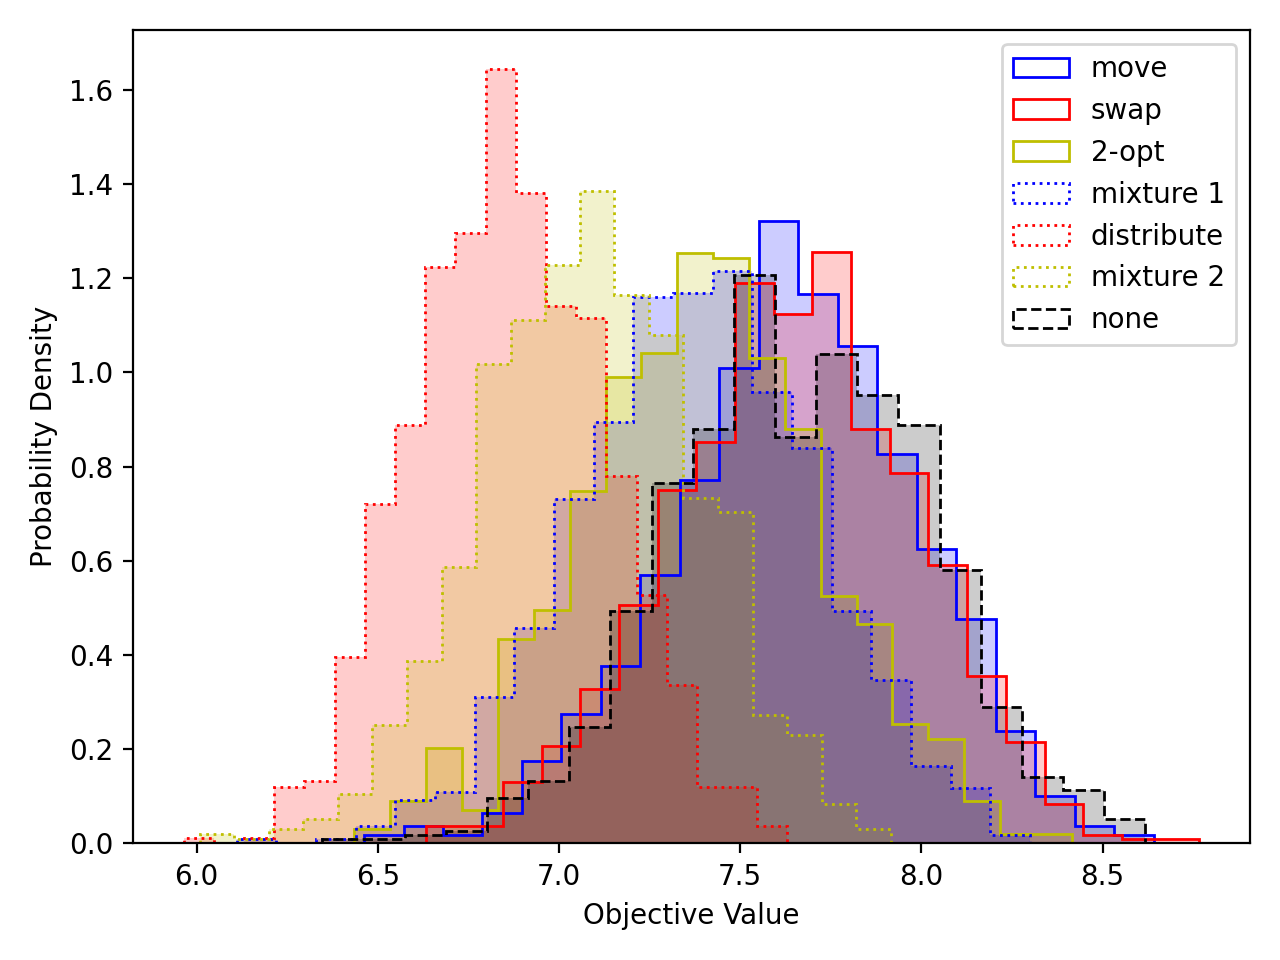 1.6
1.4
1.2
1.0
0.8
0.6
0.4
0.2
0.0
Probability Density
6.0 6.5 7.0 7.5 8.0 8.5
Objective Value
move
swap
2-opt
mixture 1
distribute
mixture 2
none